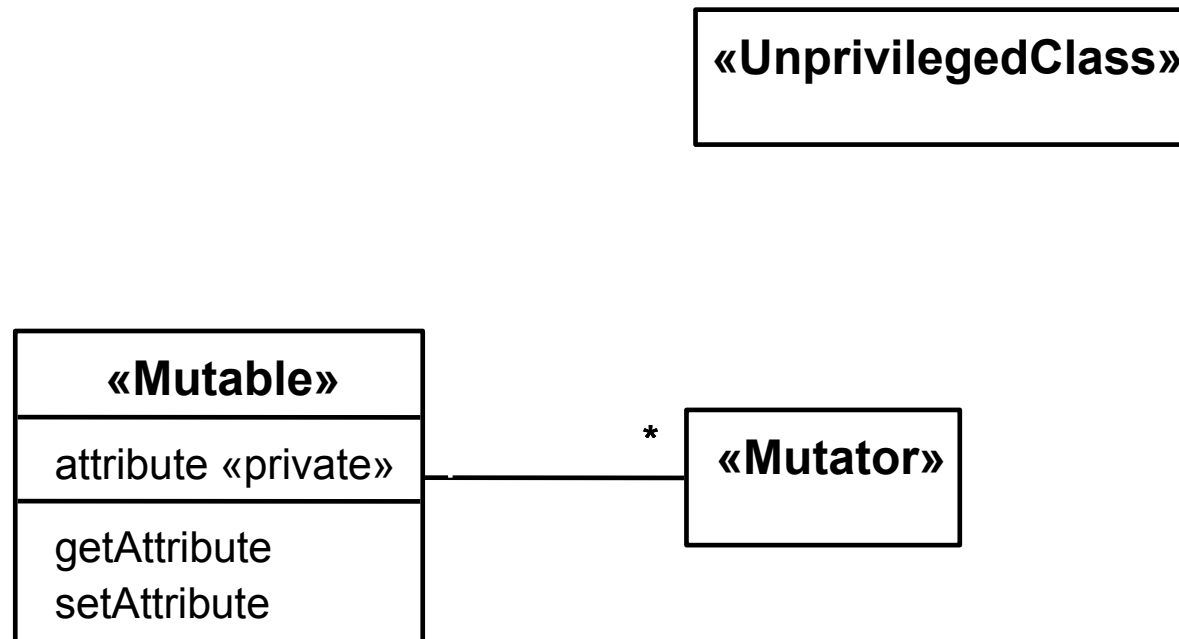 «UnprivilegedClass»
«Mutable»
attribute «private»
*
«Mutator»
getAttribute
setAttribute